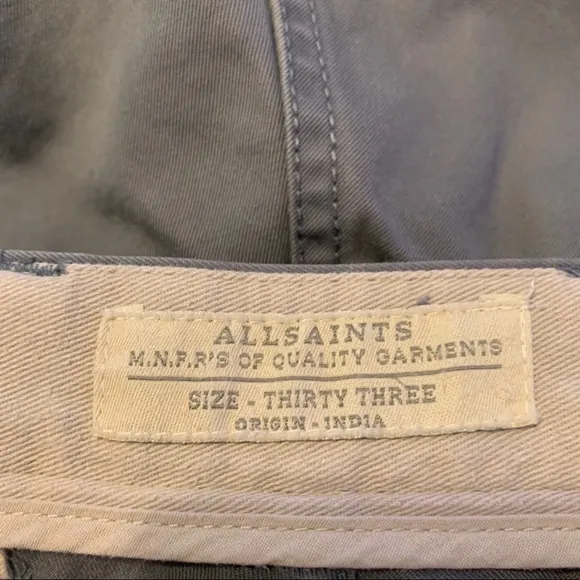 ALLSAINTS
M.N.F.R'S OF QUALITY GARMENTS
SIZE - THIRTY THREE
ORIGIN - INDIA